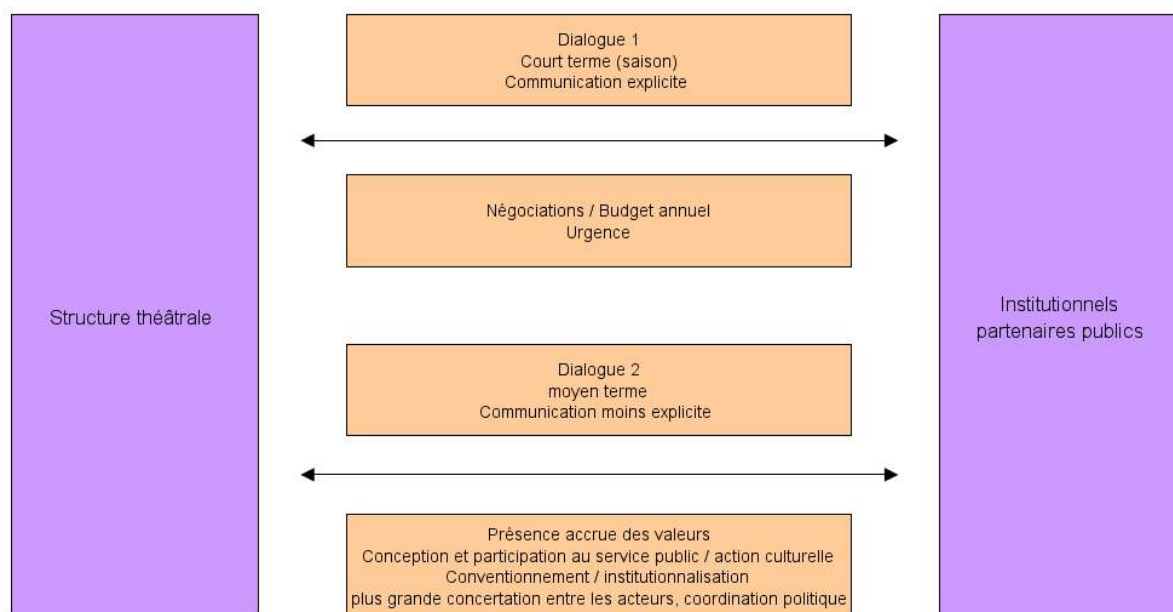 Structure théâtrale
Dialogue 1
Court terme (saison)
Communication explicite
Négociations / Budget annuel
Urgence
Dialogue 2
moyen terme
Communication moins explicite
Présence accrue des valeurs
Conception et participation au service public / action culturelle
Conventionnement / institutionnalisation
plus grande concertation entre les acteurs, coordination politique
Institutionnels
partenaires publics